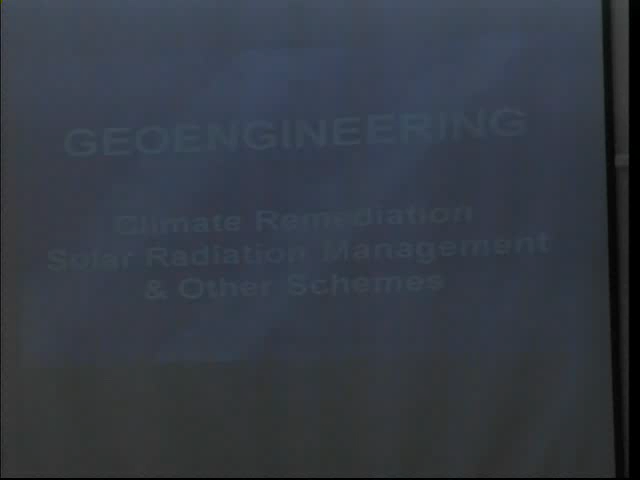 GEOENGINEERING
Climate Remediation
Solar Radiation Management
& Other Schemes